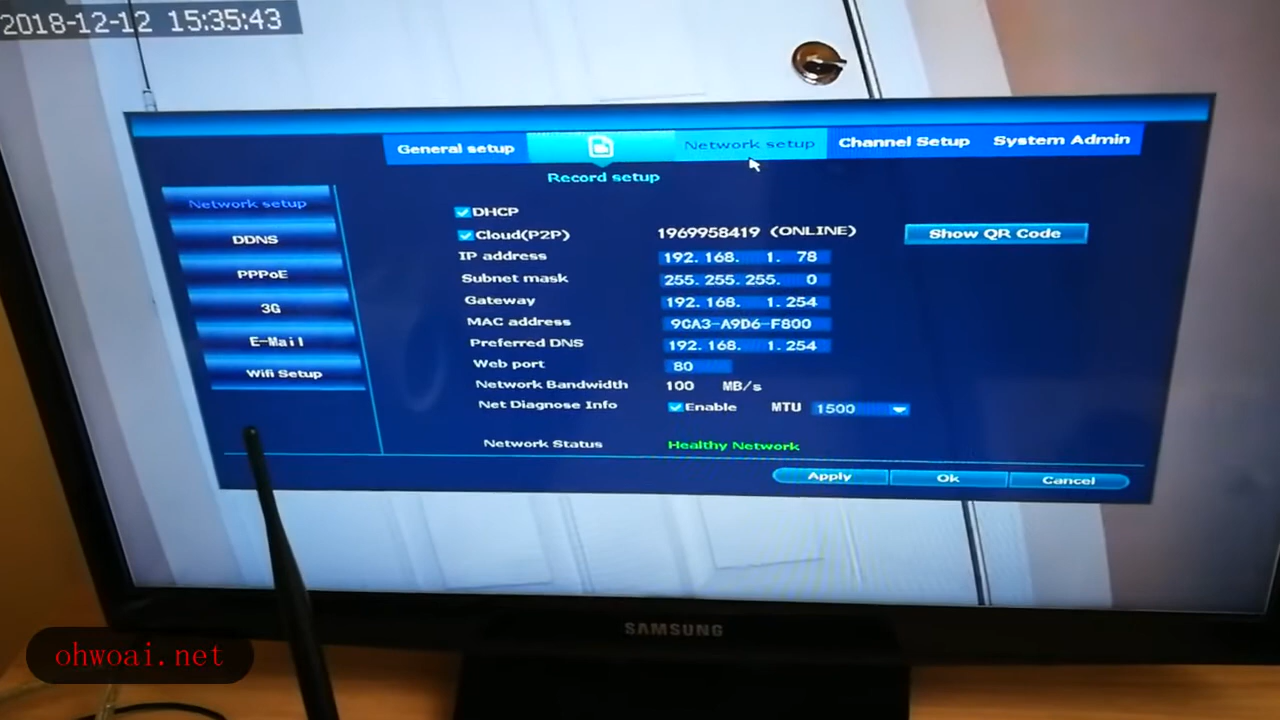 2018-12-12 15:35:43
General setup
Network setup
Channel Setup
System Admin
Record setup
Network setup
DDNS
PPPoE
3G
E-Mail
Wifi Setup
DHCP
Cloud(P2P) 1969958419 (ONLINE) Show QR Code
IP address 192.168. 1. 78
Subnet mask 255.255.255. 0
Gateway 192.168. 1.254
MAC address 9CA3-A9D6-F800
Preferred DNS 192.168. 1.254
Web port 80
Network Bandwidth 100 MB/s
Net Diagnose Info Enable MTU 1500
Network Status Healthy Network
Apply Ok Cancel
SAMSUNG
ohwoai.net